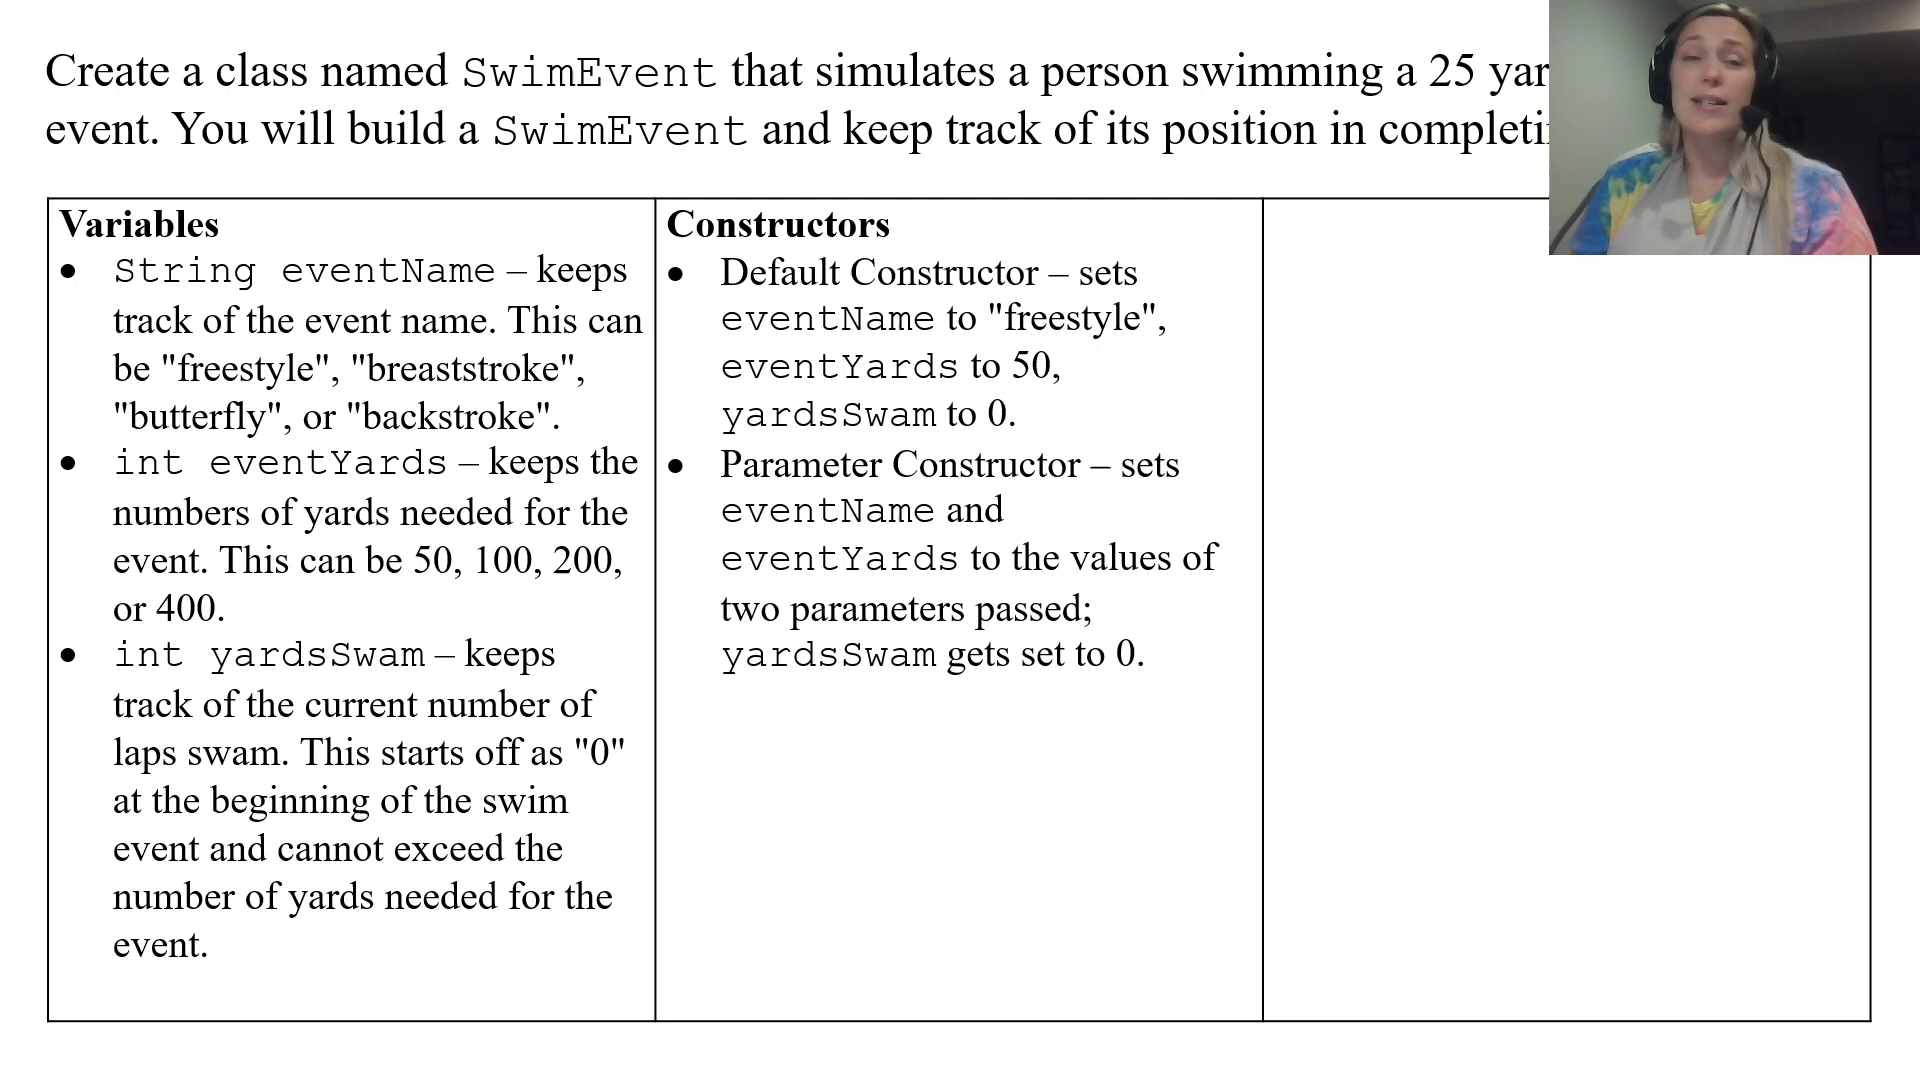 Create a class named SwimEvent that simulates a person swimming a 25
event. You will build a SwimEvent and keep track of its position in
Variables
• String eventName – keeps
track of the event name. This can
be "freestyle", "breaststroke",
"butterfly", or "backstroke".
• int eventYards – keeps the
numbers of yards needed for the
event. This can be 50, 100, 200,
or 400.
• int yardsSwam – keeps
track of the current number of
laps swam. This starts off as "0"
at the beginning of the swim
event and cannot exceed the
number of yards needed for the
event.
Constructors
• Default Constructor – sets
eventName to "freestyle",
eventYards to 50,
yardsSwam to 0.
• Parameter Constructor – sets
eventName and
eventYards to the values of
two parameters passed;
yardsSwam gets set to 0.